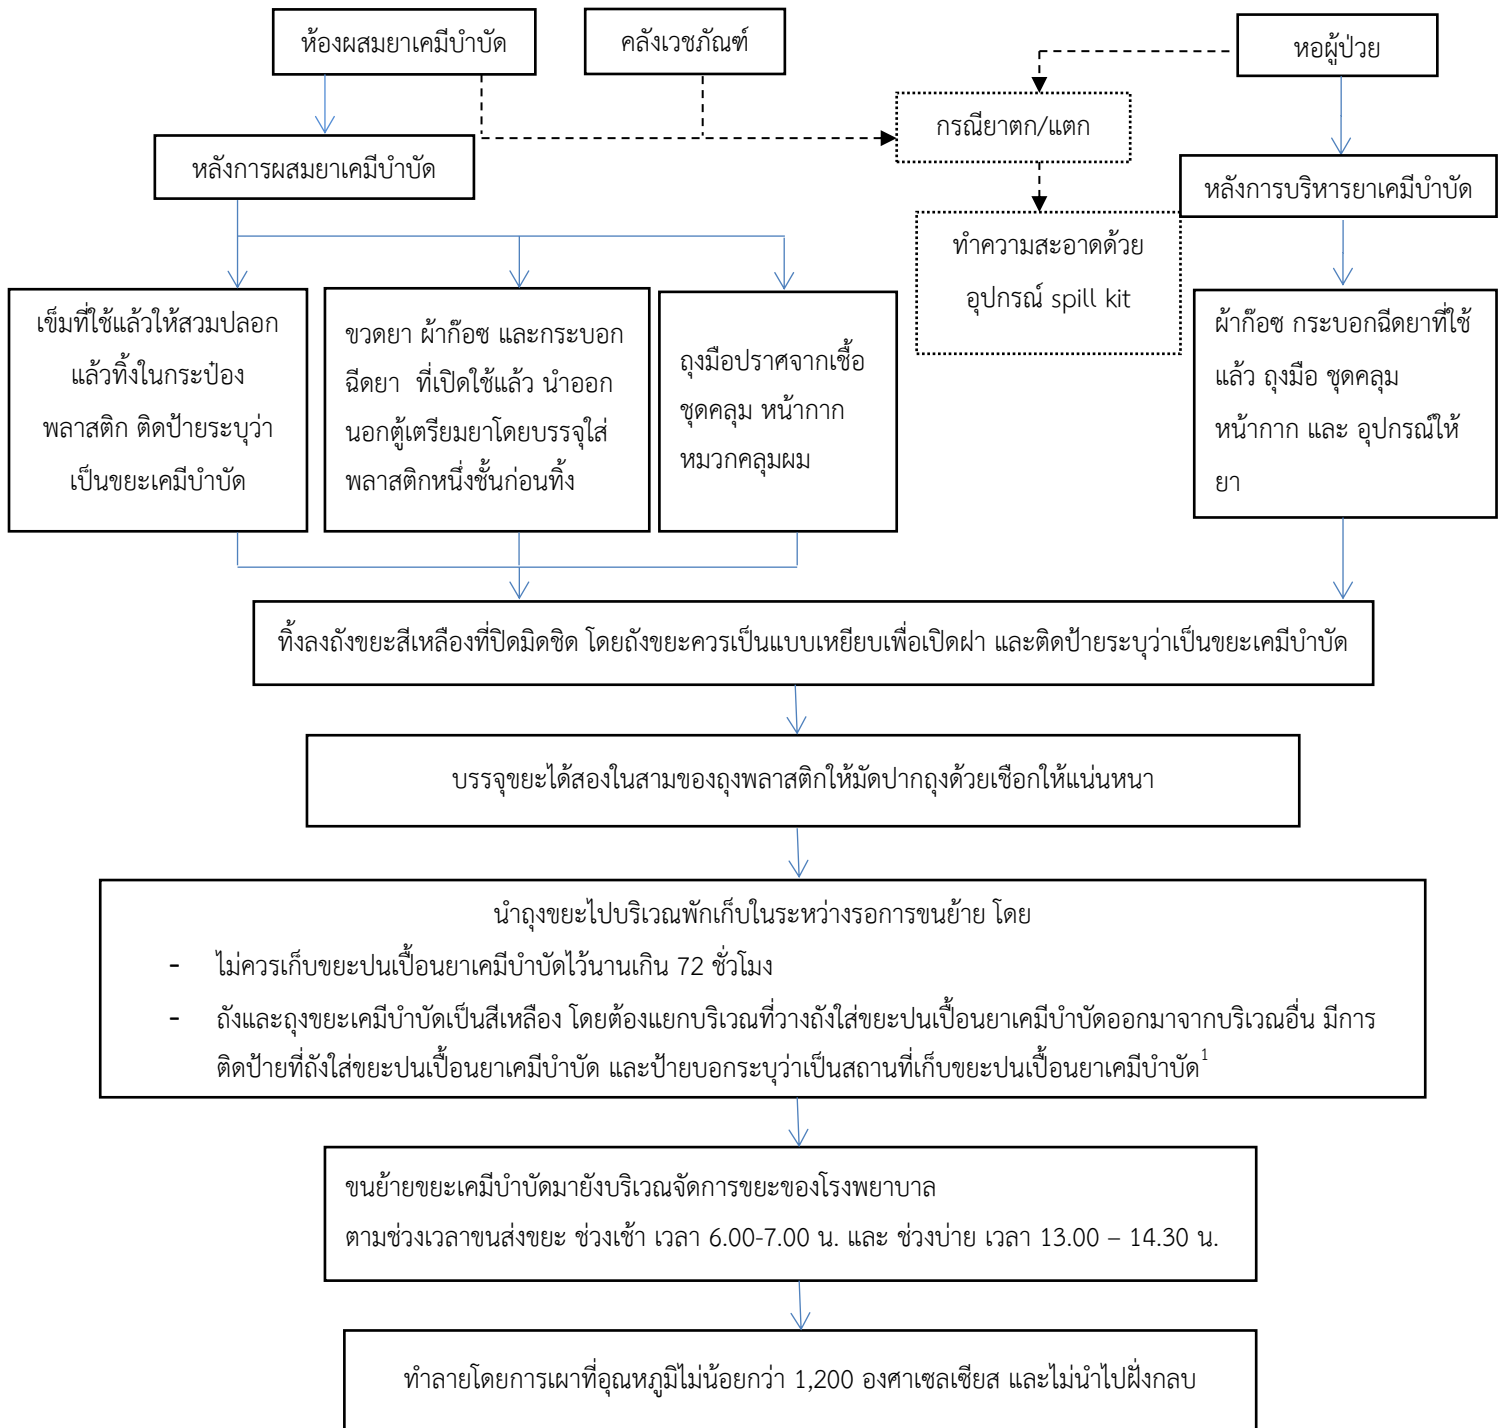 ห้องผสมยาเคมีบำบัด
คลังเวชภัณฑ์
หอผู้ป่วย
กรณียาตก/แตก
หลังการผสมยาเคมีบำบัด
หลังการบริหารยาเคมีบำบัด
ทำความสะอาดด้วย
อุปกรณ์ spill kit
เข็มที่ใช้แล้วให้สวมปลอก
แล้วทิ้งในกระป๋อง
พลาสติก ติดป้ายระบุว่า
เป็นขยะเคมีบำบัด
ขวดยา ผ้าก๊อซ และกระบอก
ฉีดยา ที่เปิดใช้แล้ว นำออก
นอกตู้เตรียมยาโดยบรรจุใส่
พลาสติกหนึ่งชั้นก่อนทิ้ง
ถุงมือปราศจากเชื้อ
ชุดคลุม หน้ากาก
หมวกคลุมผม
ผ้าก๊อซ กระบอกฉีดยาที่ใช้
แล้ว ถุงมือ ชุดคลุม
หน้ากาก และ อุปกรณ์ให้
ยา
ทิ้งลงถังขยะสีเหลืองที่ปิดมิดชิด โดยถังขยะควรเป็นแบบเหยียบเพื่อเปิดฝา และติดป้ายระบุว่าเป็นขยะเคมีบำบัด
บรรจุขยะได้สองในสามของถุงพลาสติกให้มัดปากถุงด้วยเชือกให้แน่นหนา
นำถุงขยะไปบริเวณพักเก็บในระหว่างรอการขนย้าย โดย
- ไม่ควรเก็บขยะปนเปื้อนยาเคมีบำบัดไว้นานเกิน 72 ชั่วโมง
- ถังและถุงขยะเคมีบำบัดเป็นสีเหลือง โดยต้องแยกบริเวณที่วางถังใส่ขยะปนเปื้อนยาเคมีบำบัดออกมาจากบริเวณอื่น มีการ
ติดป้ายที่ถังใส่ขยะปนเปื้อนยาเคมีบำบัด และป้ายบอกระบุว่าเป็นสถานที่เก็บขยะปนเปื้อนยาเคมีบำบัด¹
ขนย้ายขยะเคมีบำบัดมายังบริเวณจัดการขยะของโรงพยาบาล
ตามช่วงเวลาขนส่งขยะ ช่วงเช้า เวลา 6.00-7.00 น. และ ช่วงบ่าย เวลา 13.00 – 14.30 น.
ทำลายโดยการเผาที่อุณหภูมิไม่น้อยกว่า 1,200 องศาเซลเซียส และไม่นำไปฝั่งกลบ